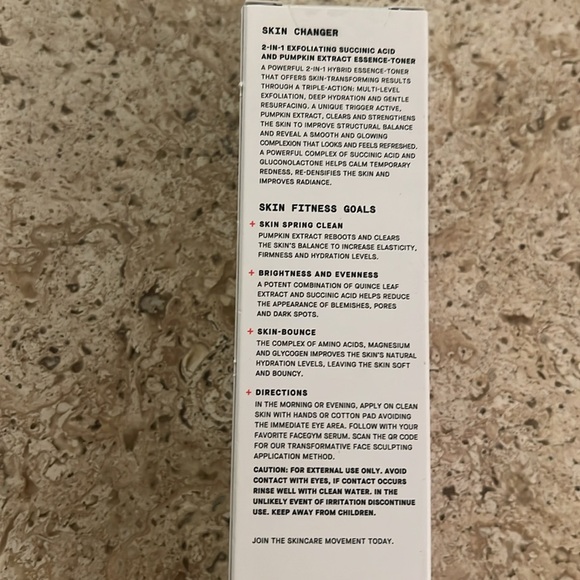 SKIN CHANGER
2-IN-1 EXFOLIATING SUCCINIC ACID
AND PUMPKIN EXTRACT ESSENCE-TONER
A POWERFUL 2-IN-1 HYBRID ESSENCE-TONER
THAT OFFERS SKIN-TRANSFORMING RESULTS
THROUGH A TRIPLE-ACTION: MULTI-LEVEL
EXFOLIATION, DEEP HYDRATION AND GENTLE
RESURFACING. A UNIQUE TRIGGER ACTIVE,
PUMPKIN EXTRACT, CLEARS AND STRENGTHENS
THE SKIN TO IMPROVE STRUCTURAL BALANCE
AND REVEAL A SMOOTH AND GLOWING
COMPLEXION THAT LOOKS AND FEELS REFRESHED.
A POWERFUL COMPLEX OF SUCCINIC ACID AND
GLUCONOLACTONE HELPS CALM TEMPORARY
REDNESS, RE-DENSIFIES THE SKIN AND
IMPROVES RADIANCE.
SKIN FITNESS GOALS
+ SKIN SPRING CLEAN
PUMPKIN EXTRACT REBOOTS AND CLEARS
THE SKIN'S BALANCE TO INCREASE ELASTICITY,
FIRMNESS AND HYDRATION LEVELS.
+ BRIGHTNESS AND EVENNESS
A POTENT COMBINATION OF QUINCE LEAF
EXTRACT AND SUCCINIC ACID HELPS REDUCE
THE APPEARANCE OF BLEMISHES, PORES
AND DARK SPOTS.
+ SKIN-BOUNCE
THE COMPLEX OF AMINO ACIDS, MAGNESIUM
AND GLYCOGEN IMPROVES THE SKIN'S NATURAL
HYDRATION LEVELS, LEAVING THE SKIN SOFT
AND BOUNCY.
+ DIRECTIONS
IN THE MORNING OR EVENING, APPLY ON CLEAN
SKIN WITH HANDS OR COTTON PAD AVOIDING
THE IMMEDIATE EYE AREA. FOLLOW WITH YOUR
FAVORITE FACEGYM SERUM. SCAN THE QR CODE
FOR OUR TRANSFORMATIVE FACE SCULPTING
APPLICATION METHOD.
CAUTION: FOR EXTERNAL USE ONLY. AVOID
CONTACT WITH EYES, IF CONTACT OCCURS
RINSE WELL WITH CLEAN WATER. IN THE
UNLIKELY EVENT OF IRRITATION DISCONTINUE
USE. KEEP AWAY FROM CHILDREN.
JOIN THE SKINCARE MOVEMENT TODAY.